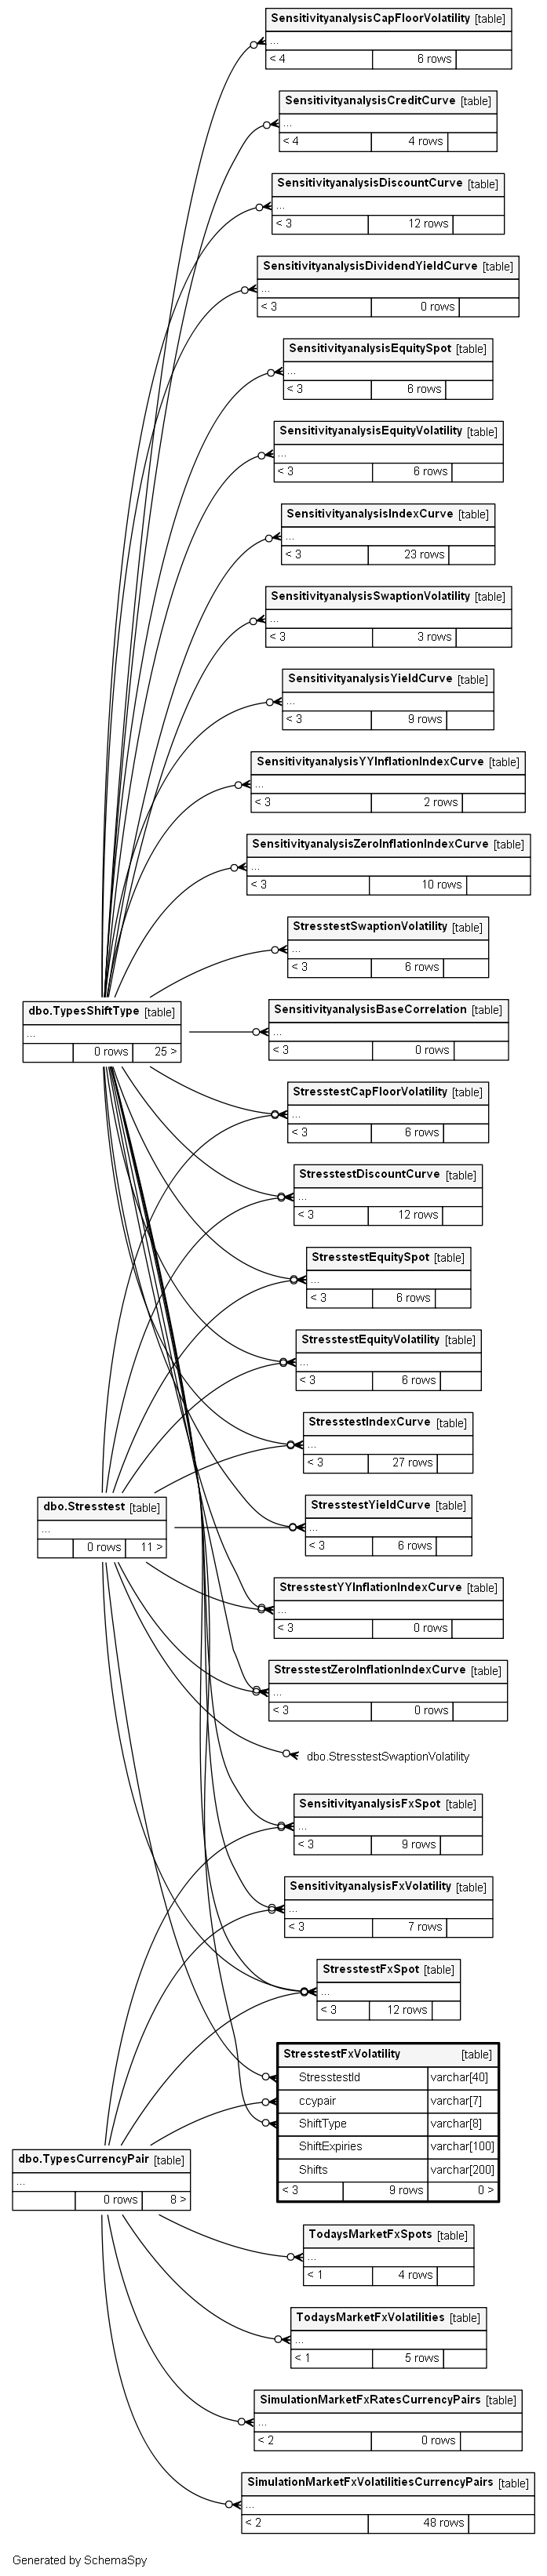 SensitivityanalysisCapFloorVolatility [table]
...
< 4 6 rows
SensitivityanalysisCreditCurve [table]
...
< 4 4 rows
SensitivityanalysisDiscountCurve [table]
...
< 3 12 rows
SensitivityanalysisDividendYieldCurve [table]
...
< 3 0 rows
SensitivityanalysisEquitySpot [table]
...
< 3 6 rows
SensitivityanalysisEquityVolatility [table]
...
< 3 6 rows
SensitivityanalysisIndexCurve [table]
...
< 3 23 rows
SensitivityanalysisSwaptionVolatility [table]
...
< 3 3 rows
SensitivityanalysisYieldCurve [table]
...
< 3 9 rows
SensitivityanalysisYYInflationIndexCurve [table]
...
< 3 2 rows
SensitivityanalysisZeroInflationIndexCurve [table]
...
< 3 10 rows
StresstestSwaptionVolatility [table]
...
< 3 6 rows
dbo.TypesShiftType [table]
...
0 rows 25 >
SensitivityanalysisBaseCorrelation [table]
...
< 3 0 rows
StresstestCapFloorVolatility [table]
...
< 3 6 rows
StresstestDiscountCurve [table]
...
< 3 12 rows
StresstestEquitySpot [table]
...
< 3 6 rows
StresstestEquityVolatility [table]
...
< 3 6 rows
StresstestIndexCurve [table]
...
< 3 27 rows
dbo.Stresstest [table]
...
0 rows 11 >
StresstestYieldCurve [table]
...
< 3 6 rows
StresstestYYInflationIndexCurve [table]
...
< 3 0 rows
StresstestZeroInflationIndexCurve [table]
...
< 3 0 rows
dbo.StresstestSwaptionVolatility
SensitivityanalysisFxSpot [table]
...
< 3 9 rows
SensitivityanalysisFxVolatility [table]
...
< 3 7 rows
StresstestFxSpot [table]
...
< 3 12 rows
StresstestFxVolatility [table]
StresstestId varchar[40]
ccypair varchar[7]
ShiftType varchar[8]
ShiftExpiries varchar[100]
Shifts varchar[200]
< 3 9 rows 0 >
dbo.TypesCurrencyPair [table]
...
0 rows 8 >
TodaysMarketFxSpots [table]
...
< 1 4 rows
TodaysMarketFxVolatilities [table]
...
< 1 5 rows
SimulationMarketFxRatesCurrencyPairs [table]
...
< 2 0 rows
SimulationMarketFxVolatilitiesCurrencyPairs [table]
...
< 2 48 rows
Generated by SchemaSpy